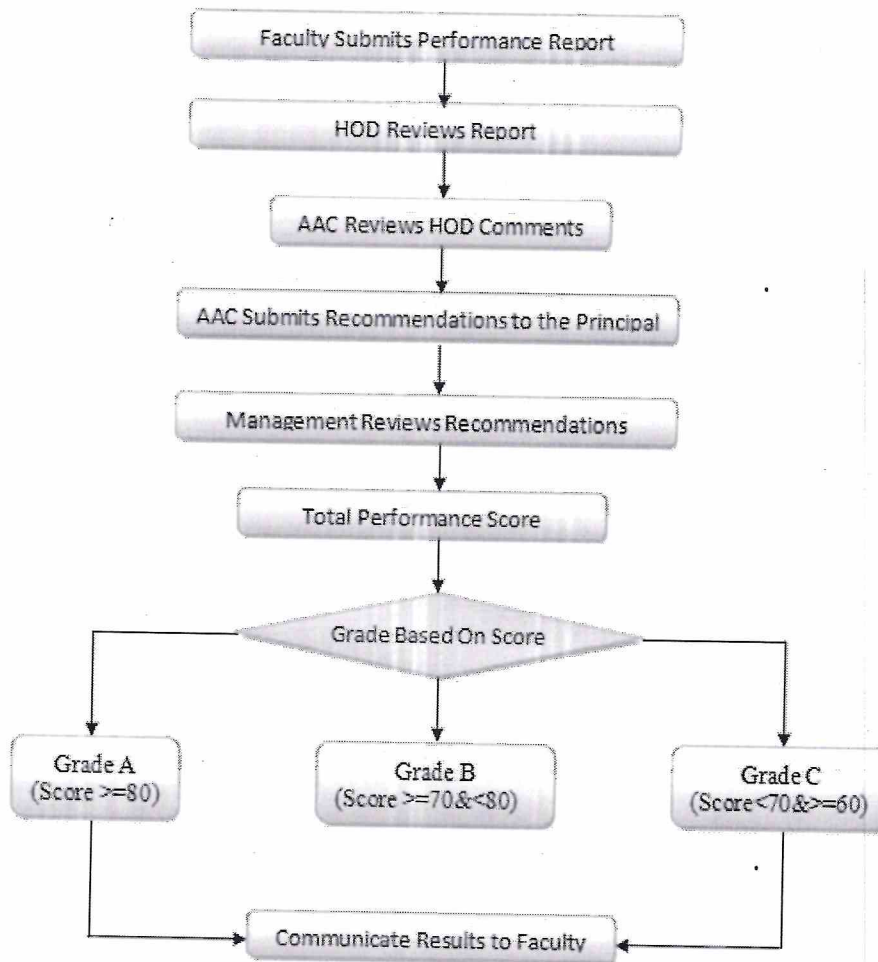 Faculty Submits Performance Report
HOD Reviews Report
AAC Reviews HOD Comments
AAC Submits Recommendations to the Principal
Management Reviews Recommendations
Total Performance Score
Grade Based On Score
Grade A
(Score >=80)
Grade B
(Score >=70&<80)
Grade C
(Score<70&>=60)
Communicate Results to Faculty